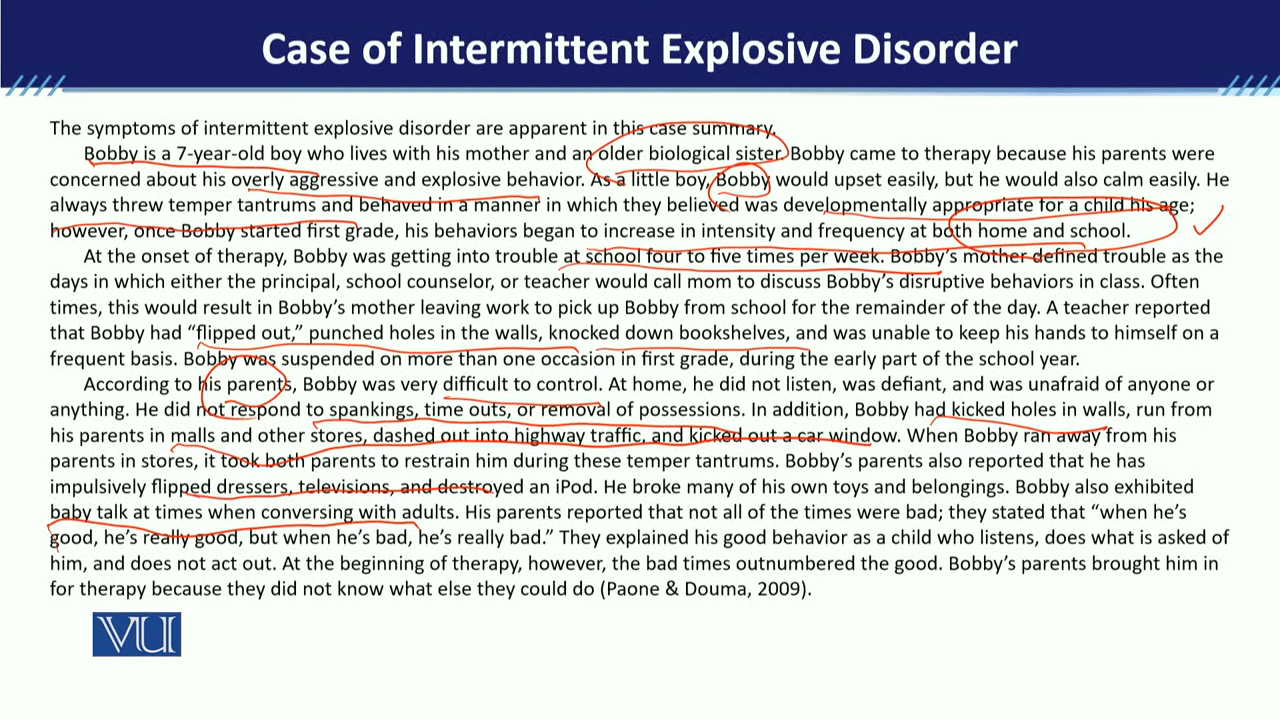 Case of Intermittent Explosive Disorder
The symptoms of intermittent explosive disorder are apparent in this case summary.
Bobby is a 7-year-old boy who lives with his mother and an older biological sister. Bobby came to therapy because his parents were
concerned about his overly aggressive and explosive behavior. As a little boy, Bobby would upset easily, but he would also calm easily. He
always threw temper tantrums and behaved in a manner in which they believed was developmentally appropriate for a child his age;
however, once Bobby started first grade, his behaviors began to increase in intensity and frequency at both home and school.
At the onset of therapy, Bobby was getting into trouble at school four to five times per week. Bobby's mother defined trouble as the
days in which either the principal, school counselor, or teacher would call mom to discuss Bobby's disruptive behaviors in class. Often
times, this would result in Bobby's mother leaving work to pick up Bobby from school for the remainder of the day. A teacher reported
that Bobby had “flipped out,” punched holes in the walls, knocked down bookshelves, and was unable to keep his hands to himself on a
frequent basis. Bobby was suspended on more than one occasion in first grade, during the early part of the school year.
According to his parents, Bobby was very difficult to control. At home, he did not listen, was defiant, and was unafraid of anyone or
anything. He did not respond to spankings, time outs, or removal of possessions. In addition, Bobby had kicked holes in walls, run from
his parents in malls and other stores, dashed out into highway traffic, and kicked out a car window. When Bobby ran away from his
parents in stores, it took both parents to restrain him during these temper tantrums. Bobby's parents also reported that he has
impulsively flipped dressers, televisions, and destroyed an iPod. He broke many of his own toys and belongings. Bobby also exhibited
baby talk at times when conversing with adults. His parents reported that not all of the times were bad; they stated that “when he's
good, he's really good, but when he's bad, he's really bad.” They explained his good behavior as a child who listens, does what is asked of
him, and does not act out. At the beginning of therapy, however, the bad times outnumbered the good. Bobby's parents brought him in
for therapy because they did not know what else they could do (Paone & Douma, 2009).
VU